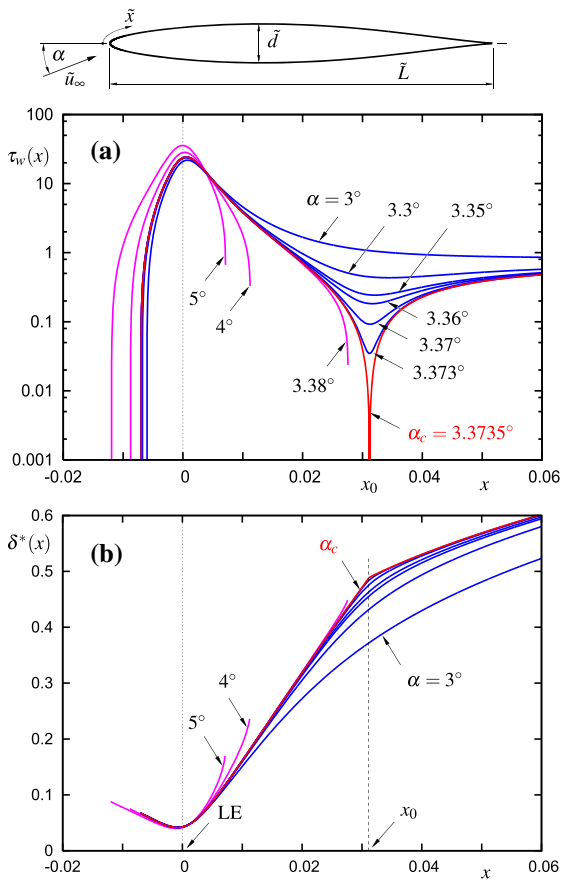 x̃
α
ũ∞
d̃
L̃
100
τw(x)
(a)
10
α = 3°
3.3°
3.35°
1
5°
4°
3.36°
0.1
3.37°
3.38°
3.373°
0.01
αc = 3.3735°
0.001
-0.02
0
0.02
x0
0.04
x
0.06
0.6
δ*(x)
(b)
αc
0.5
0.4
4°
α = 3°
0.3
5°
0.2
0.1
LE
x0
0
-0.02
0
0.02
0.04
x
0.06